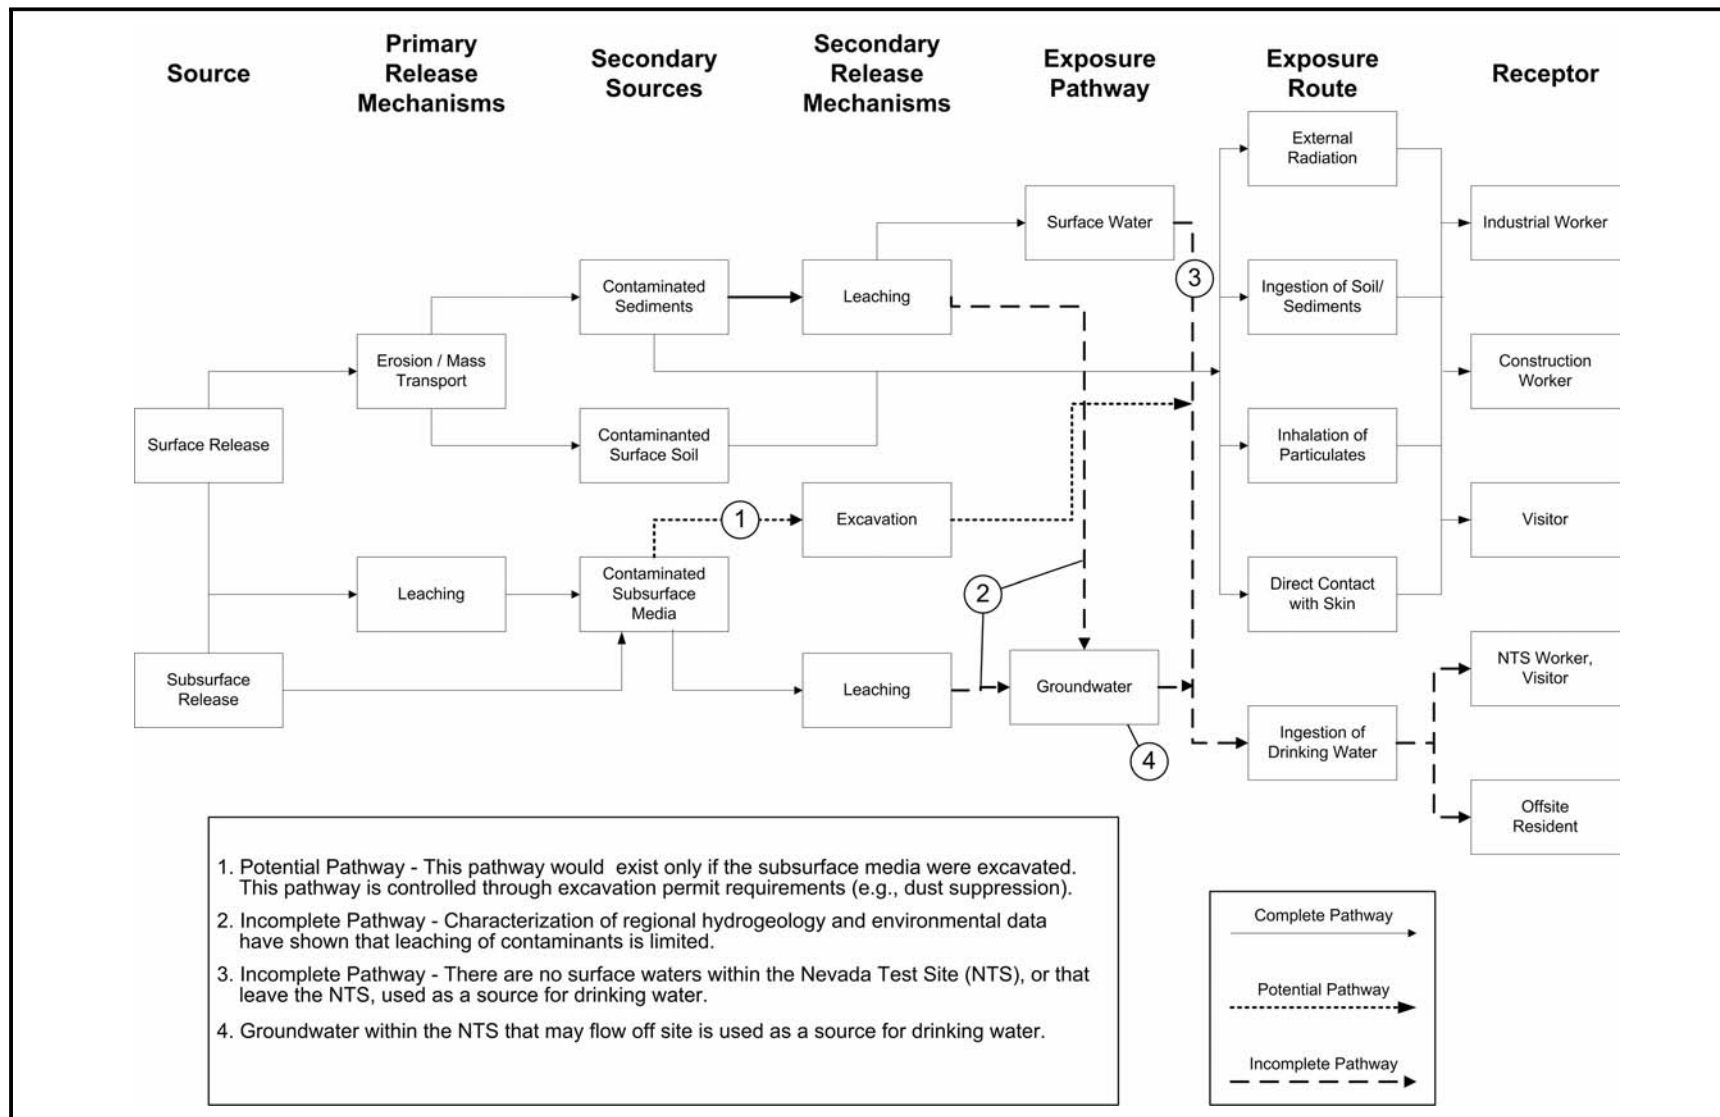 Source
Primary
Release
Mechanisms
Secondary
Sources
Secondary
Release
Mechanisms
Exposure
Pathway
Exposure
Route
Receptor
External
Radiation
Surface Water
Industrial Worker
3
Contaminated
Sediments
Leaching
Ingestion of Soil/
Sediments
Erosion / Mass
Transport
Construction
Worker
Surface Release
Contaminanted
Surface Soil
Inhalation of
Particulates
1
Excavation
Visitor
Leaching
Contaminated
Subsurface
Media
2
Direct Contact
with Skin
Subsurface
Release
Leaching
Groundwater
NTS Worker,
Visitor
4
Ingestion of
Drinking Water
Offsite
Resident
1. Potential Pathway - This pathway would exist only if the subsurface media were excavated.
This pathway is controlled through excavation permit requirements (e.g., dust suppression).
2. Incomplete Pathway - Characterization of regional hydrogeology and environmental data
have shown that leaching of contaminants is limited.
3. Incomplete Pathway - There are no surface waters within the Nevada Test Site (NTS), or that
leave the NTS, used as a source for drinking water.
4. Groundwater within the NTS that may flow off site is used as a source for drinking water.
Complete Pathway
Potential Pathway
Incomplete Pathway